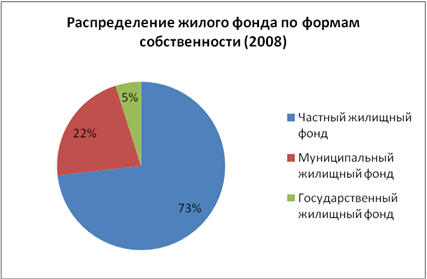 Распределение жилого фонда по формам
собственности (2008)
5%
22%
73%
Частный жилищный
фонд
Муниципальный
жилищный фонд
Государственный
жилищный фонд